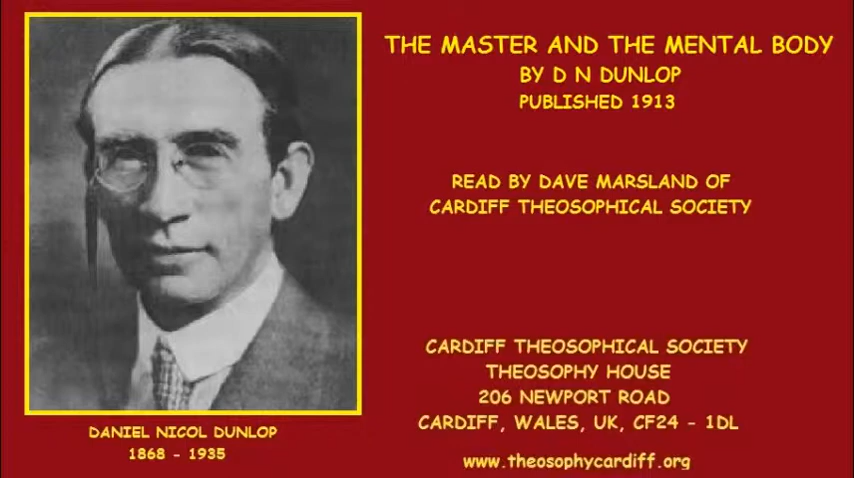 THE MASTER AND THE MENTAL BODY
BY D N DUNLOP
PUBLISHED 1913
READ BY DAVE MARSLAND OF
CARDIFF THEOSOPHICAL SOCIETY
CARDIFF THEOSOPHICAL SOCIETY
THEOSOPHY HOUSE
206 NEWPORT ROAD
CARDIFF, WALES, UK, CF24 - 1DL
www.theosophycardiff.org
DANIEL NICOL DUNLOP
1868 - 1935